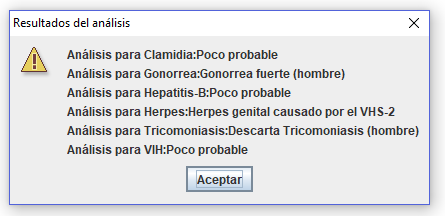 Resultados del análisis
Análisis para Clamidia:Poco probable
Análisis para Gonorrea:Gonorrea fuerte (hombre)
Análisis para Hepatitis-B:Poco probable
Análisis para Herpes:Herpes genital causado por el VHS-2
Análisis para Tricomoniasis:Descarta Tricomoniasis (hombre)
Análisis para VIH:Poco probable
Aceptar